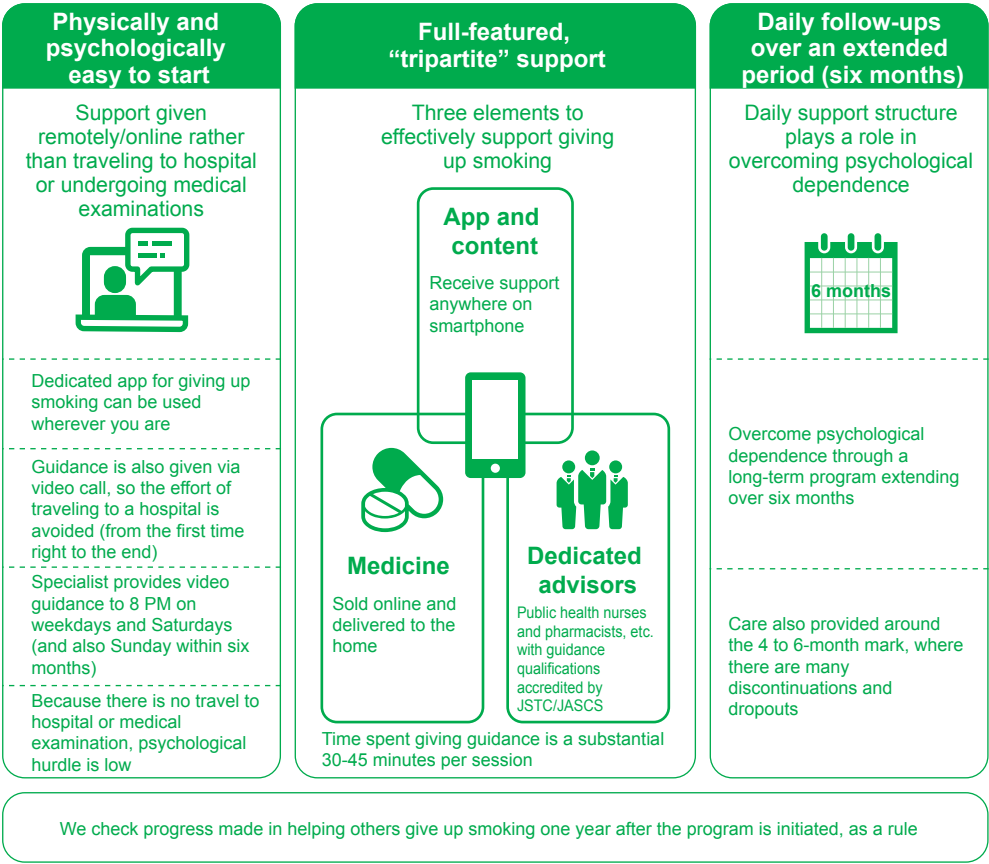 Physically and
psychologically
easy to start
Support given
remotely/online rather
than traveling to hospital
or undergoing medical
examinations
Dedicated app for giving up
smoking can be used
wherever you are
Guidance is also given via
video call, so the effort of
traveling to a hospital is
avoided (from the first time
right to the end)
Specialist provides video
guidance to 8 PM on
weekdays and Saturdays
(and also Sunday within six
months)
Because there is no travel to
hospital or medical
examination, psychological
hurdle is low
Full-featured,
“tripartite” support
Three elements to
effectively support giving
up smoking
App and
content
Receive support
anywhere on
smartphone
Medicine
Sold online and
delivered to the
home
Dedicated
advisors
Public health nurses
and pharmacists, etc.
with guidance
qualifications
accredited by
JSTC/JASCS
Time spent giving guidance is a substantial
30-45 minutes per session
Daily follow-ups
over an extended
period (six months)
Daily support structure
plays a role in
overcoming psychological
dependence
6 months
Overcome psychological
dependence through a
long-term program extending
over six months
Care also provided around
the 4 to 6-month mark, where
there are many
discontinuations and
dropouts
We check progress made in helping others give up smoking one year after the program is initiated, as a rule